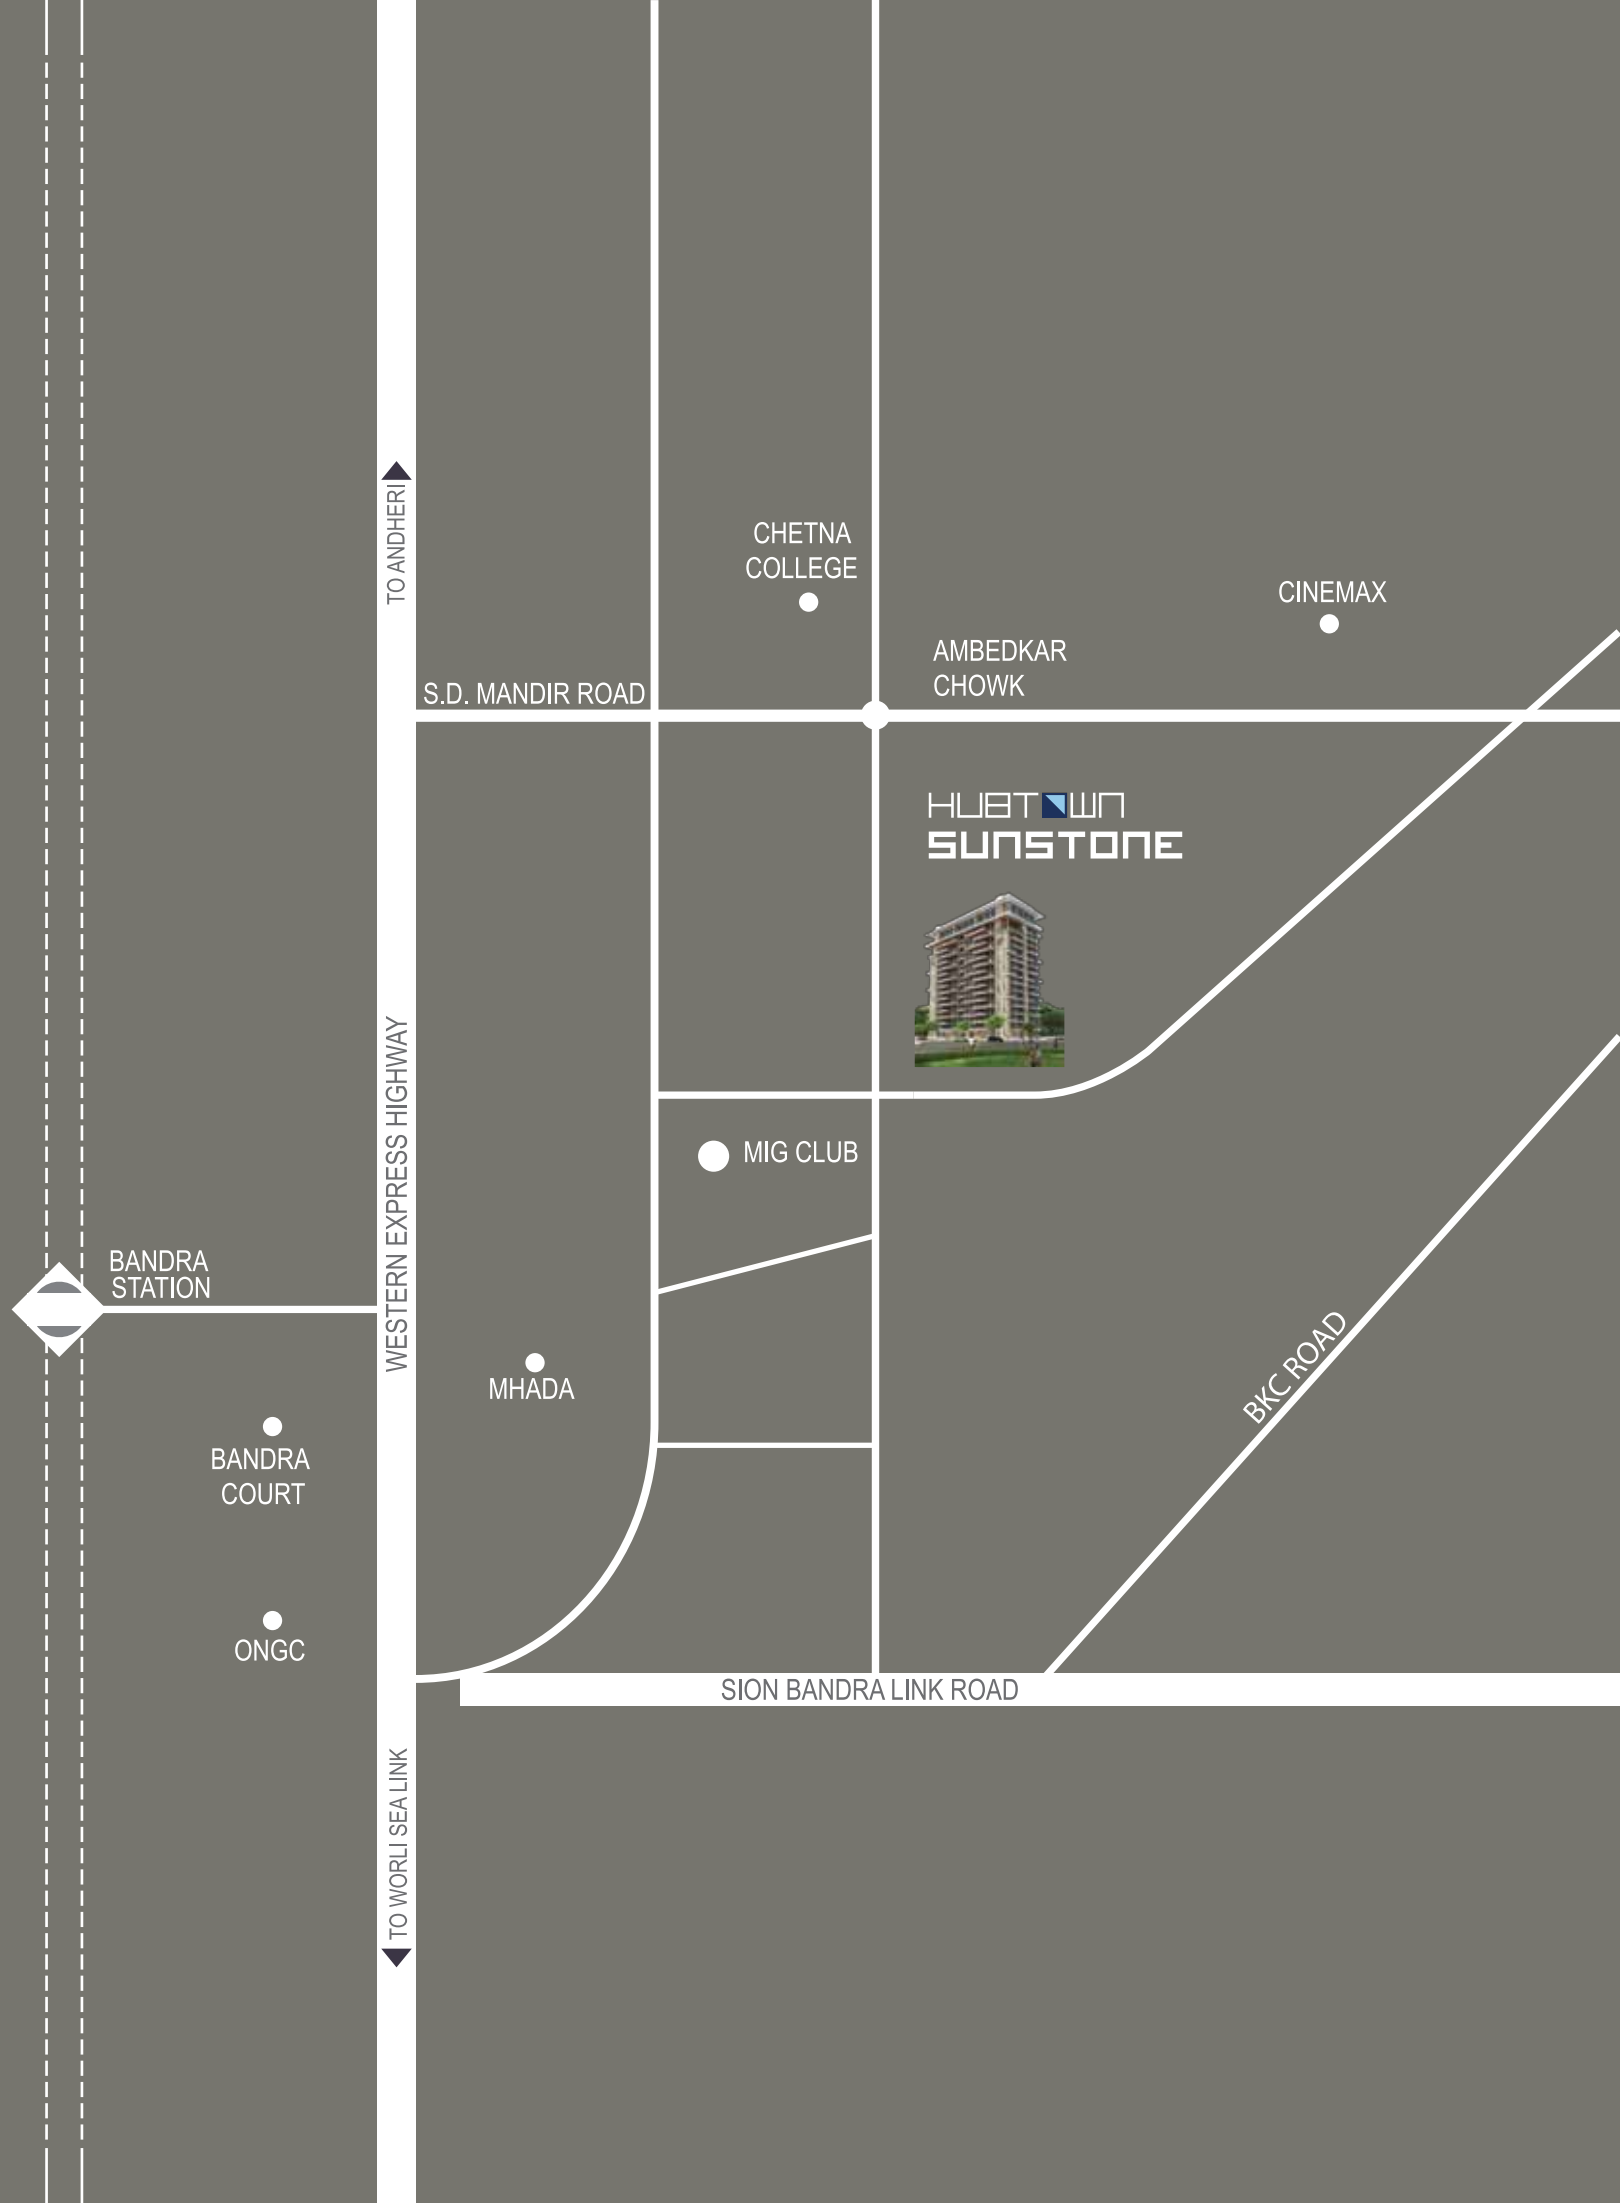 TO ANDHERI
CHETNA
COLLEGE
CINEMAX
AMBEDKAR
CHOWK
S.D. MANDIR ROAD
HUBTOWN
SUNSTONE
WESTERN EXPRESS HIGHWAY
MIG CLUB
BANDRA
STATION
MHADA
BKC ROAD
BANDRA
COURT
ONGC
SION BANDRA LINK ROAD
TO WORLI SEA LINK